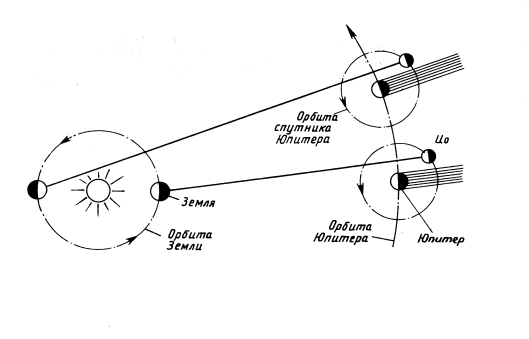 Орбита
спутника
Юпитера
Ио
Земля
Орбита
Земли
Орбита
Юпитера
Юпитер